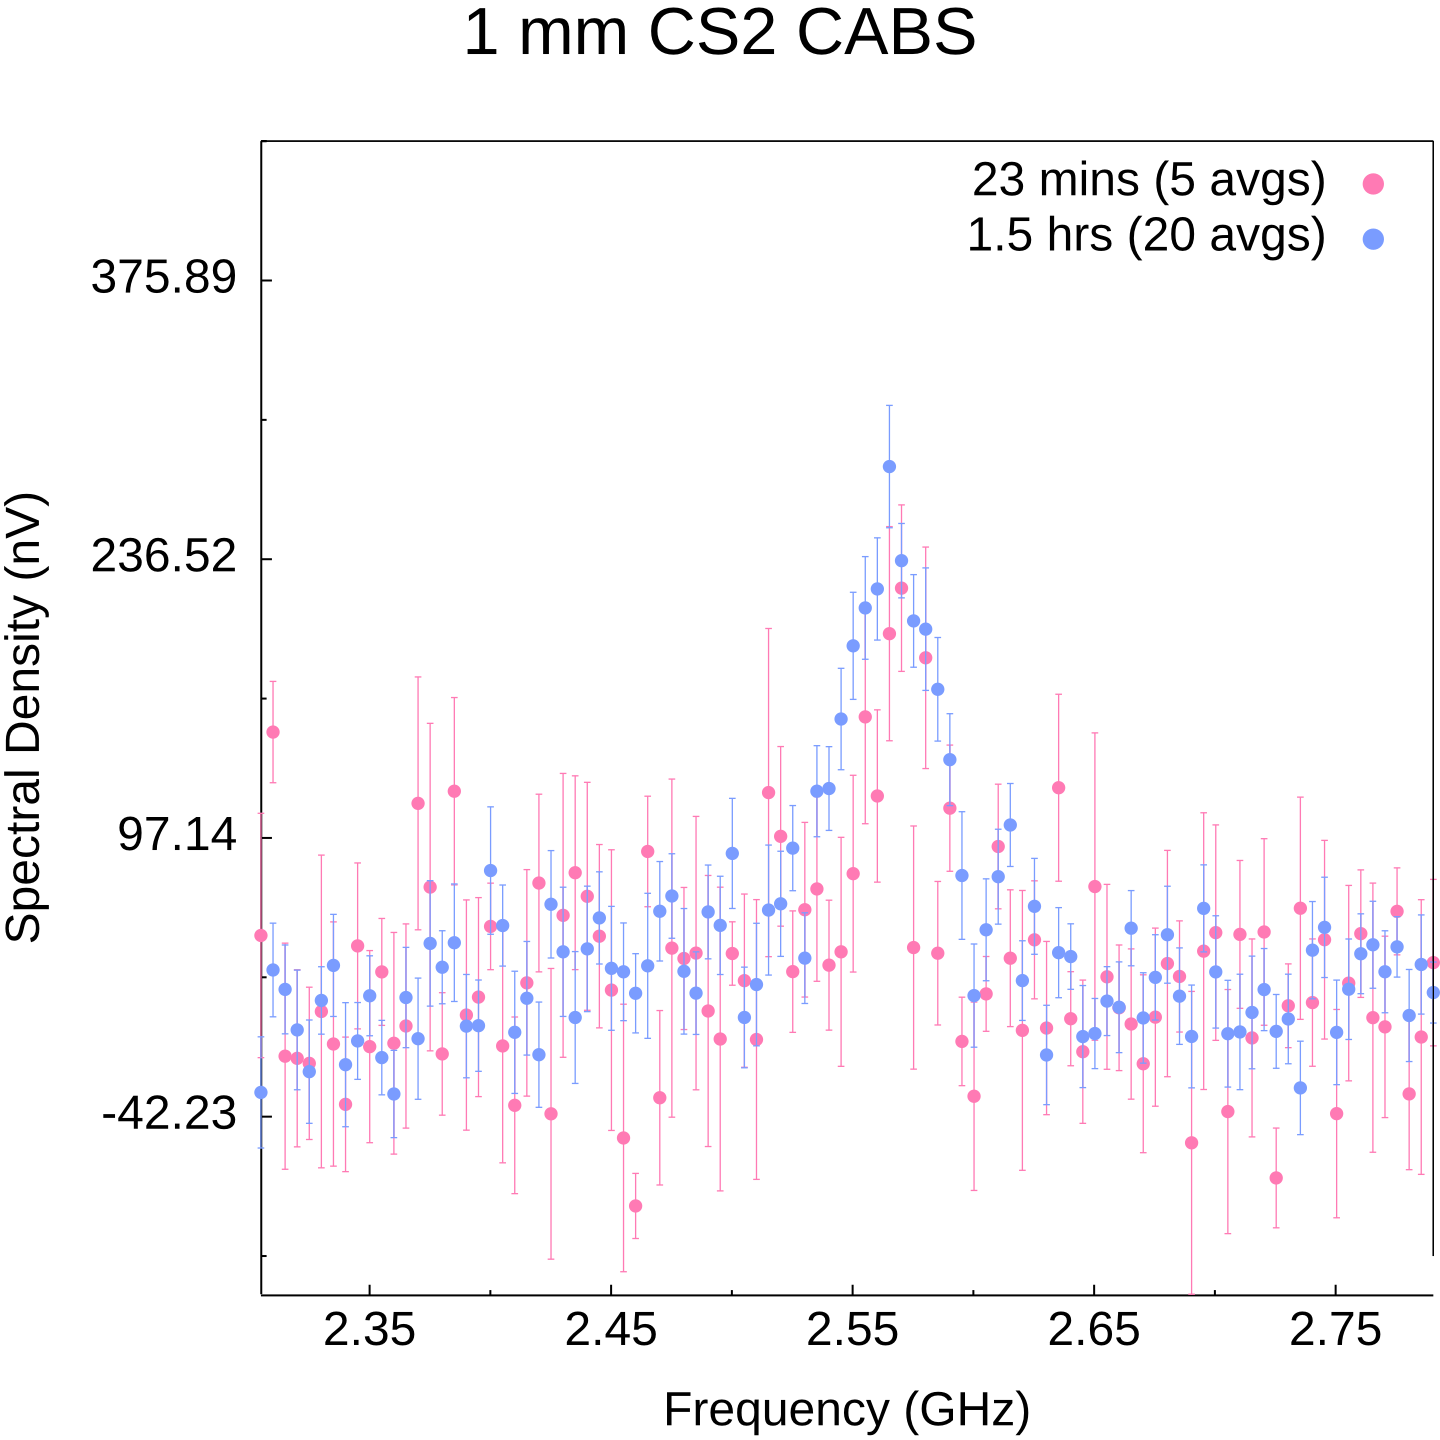 1 mm CS2 CABS
23 mins (5 avgs)
1.5 hrs (20 avgs)
375.89
236.52
97.14
-42.23
Spectral Density (nV)
2.35 2.45 2.55 2.65 2.75
Frequency (GHz)